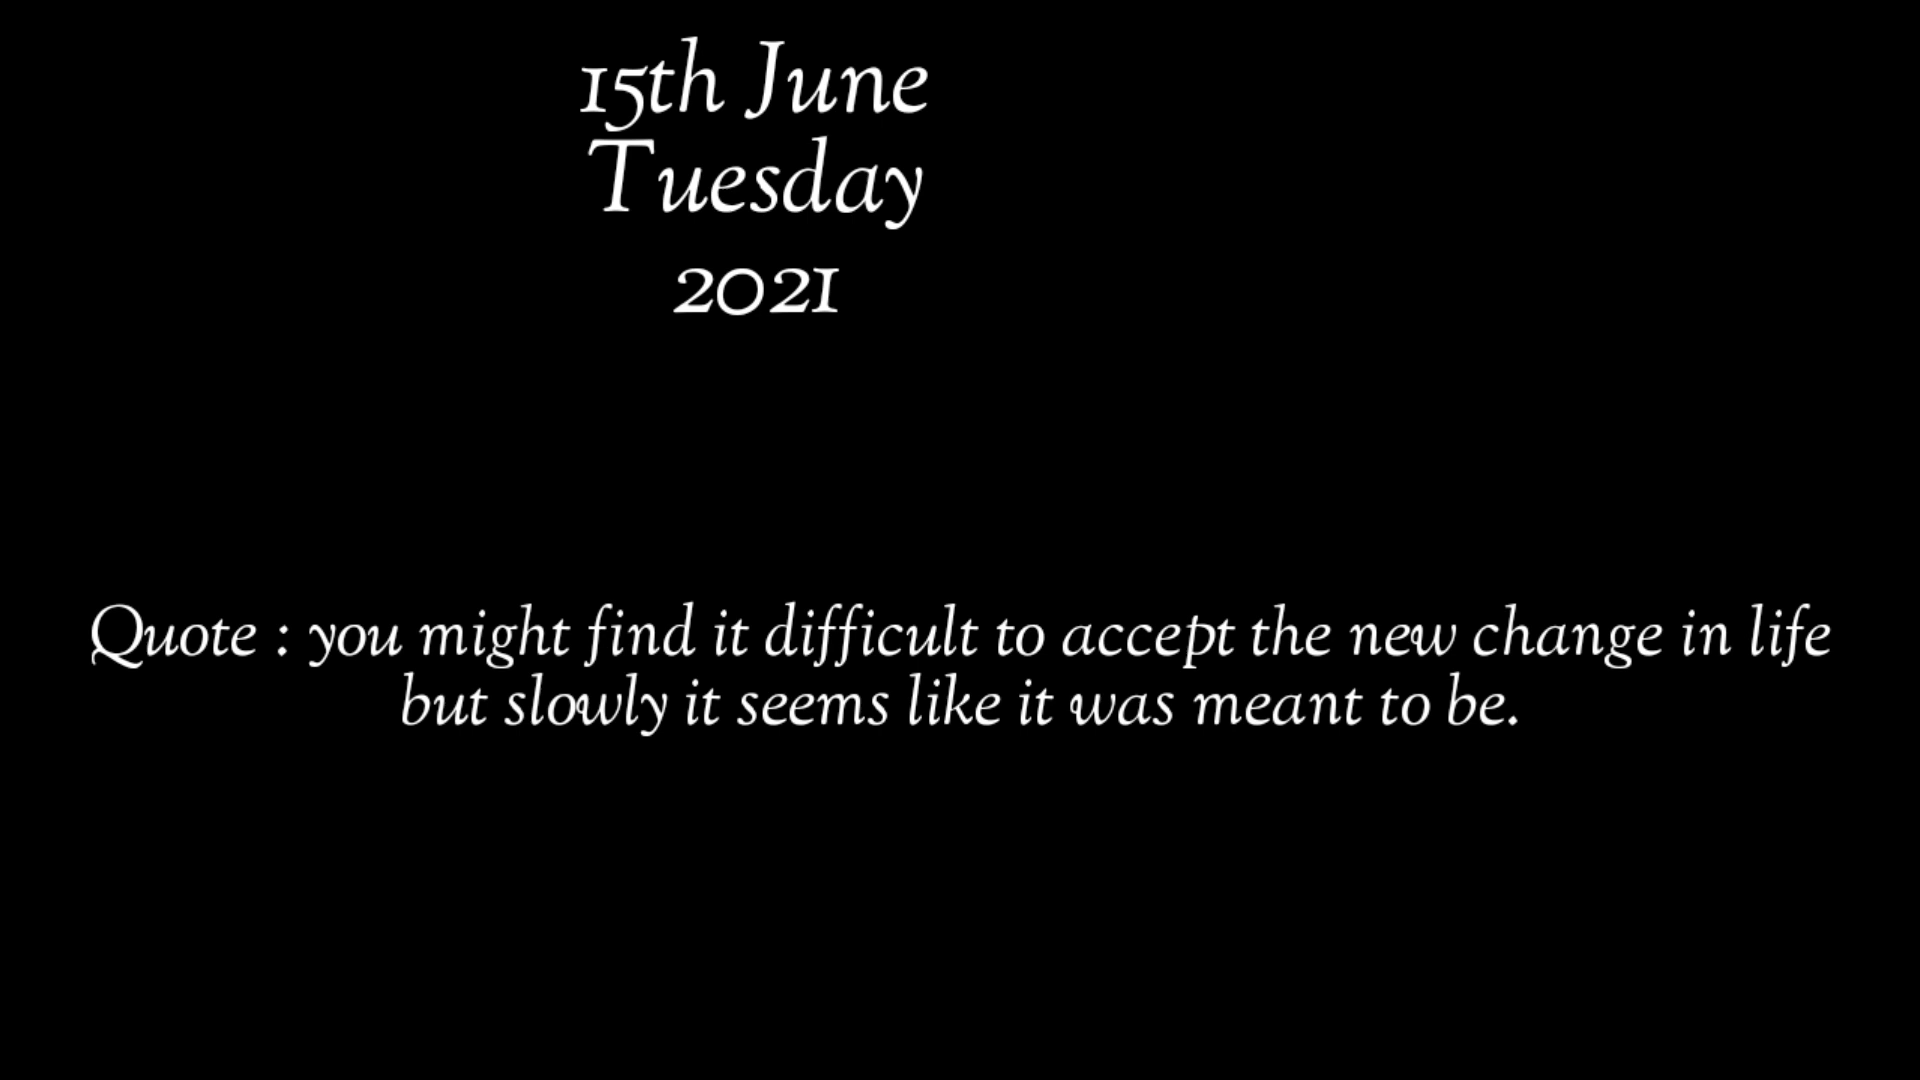 15th June
Tuesday
2021
Quote : you might find it difficult to accept the new change in life
but slowly it seems like it was meant to be.